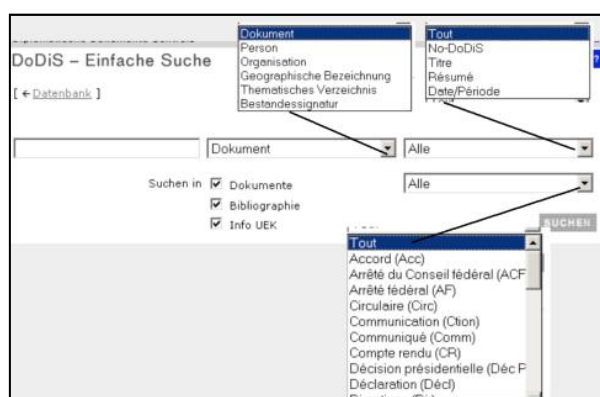 Dokument
Person
Organisation
Geographische Bezeichnung
Thematisches Verzeichnis
Bestandessignatur
Tout
No-DoDiS
Titre
Résumé
Date/Période
?
DoDiS – Einfache Suche
[ ← Datenbank ]
Dokument
Alle
Suchen in Dokumente
Alle
Bibliographie
Info UEK
SUCHEN
Tout
Accord (Acc)
Arrêté du Conseil fédéral (ACF
Arrêté fédéral (AF)
Circulaire (Circ)
Communication (Ction)
Communiqué (Comm)
Compte rendu (CR)
Décision présidentielle (Déc P
Déclaration (Décl)